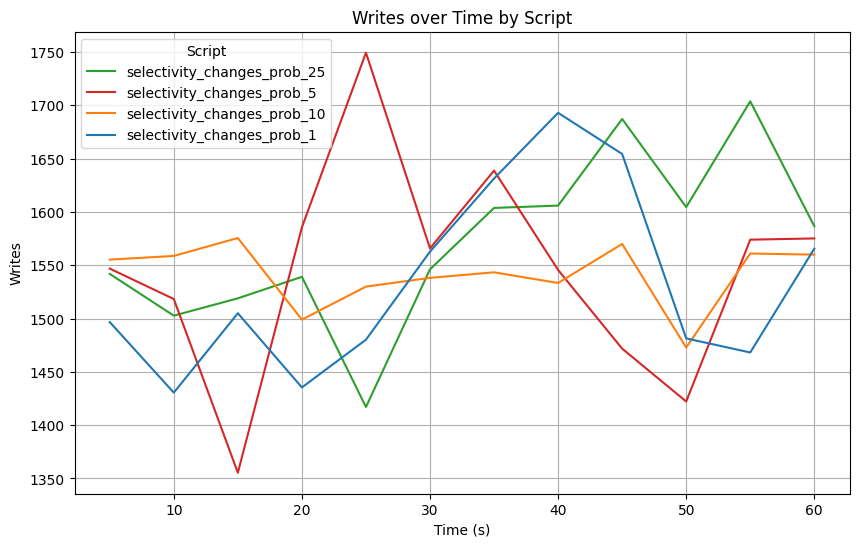 Writes over Time by Script
Script
selectivity_changes_prob_25
selectivity_changes_prob_5
selectivity_changes_prob_10
selectivity_changes_prob_1
Writes
1750
1700
1650
1600
1550
1500
1450
1400
1350
10 20 30 40 50 60
Time (s)